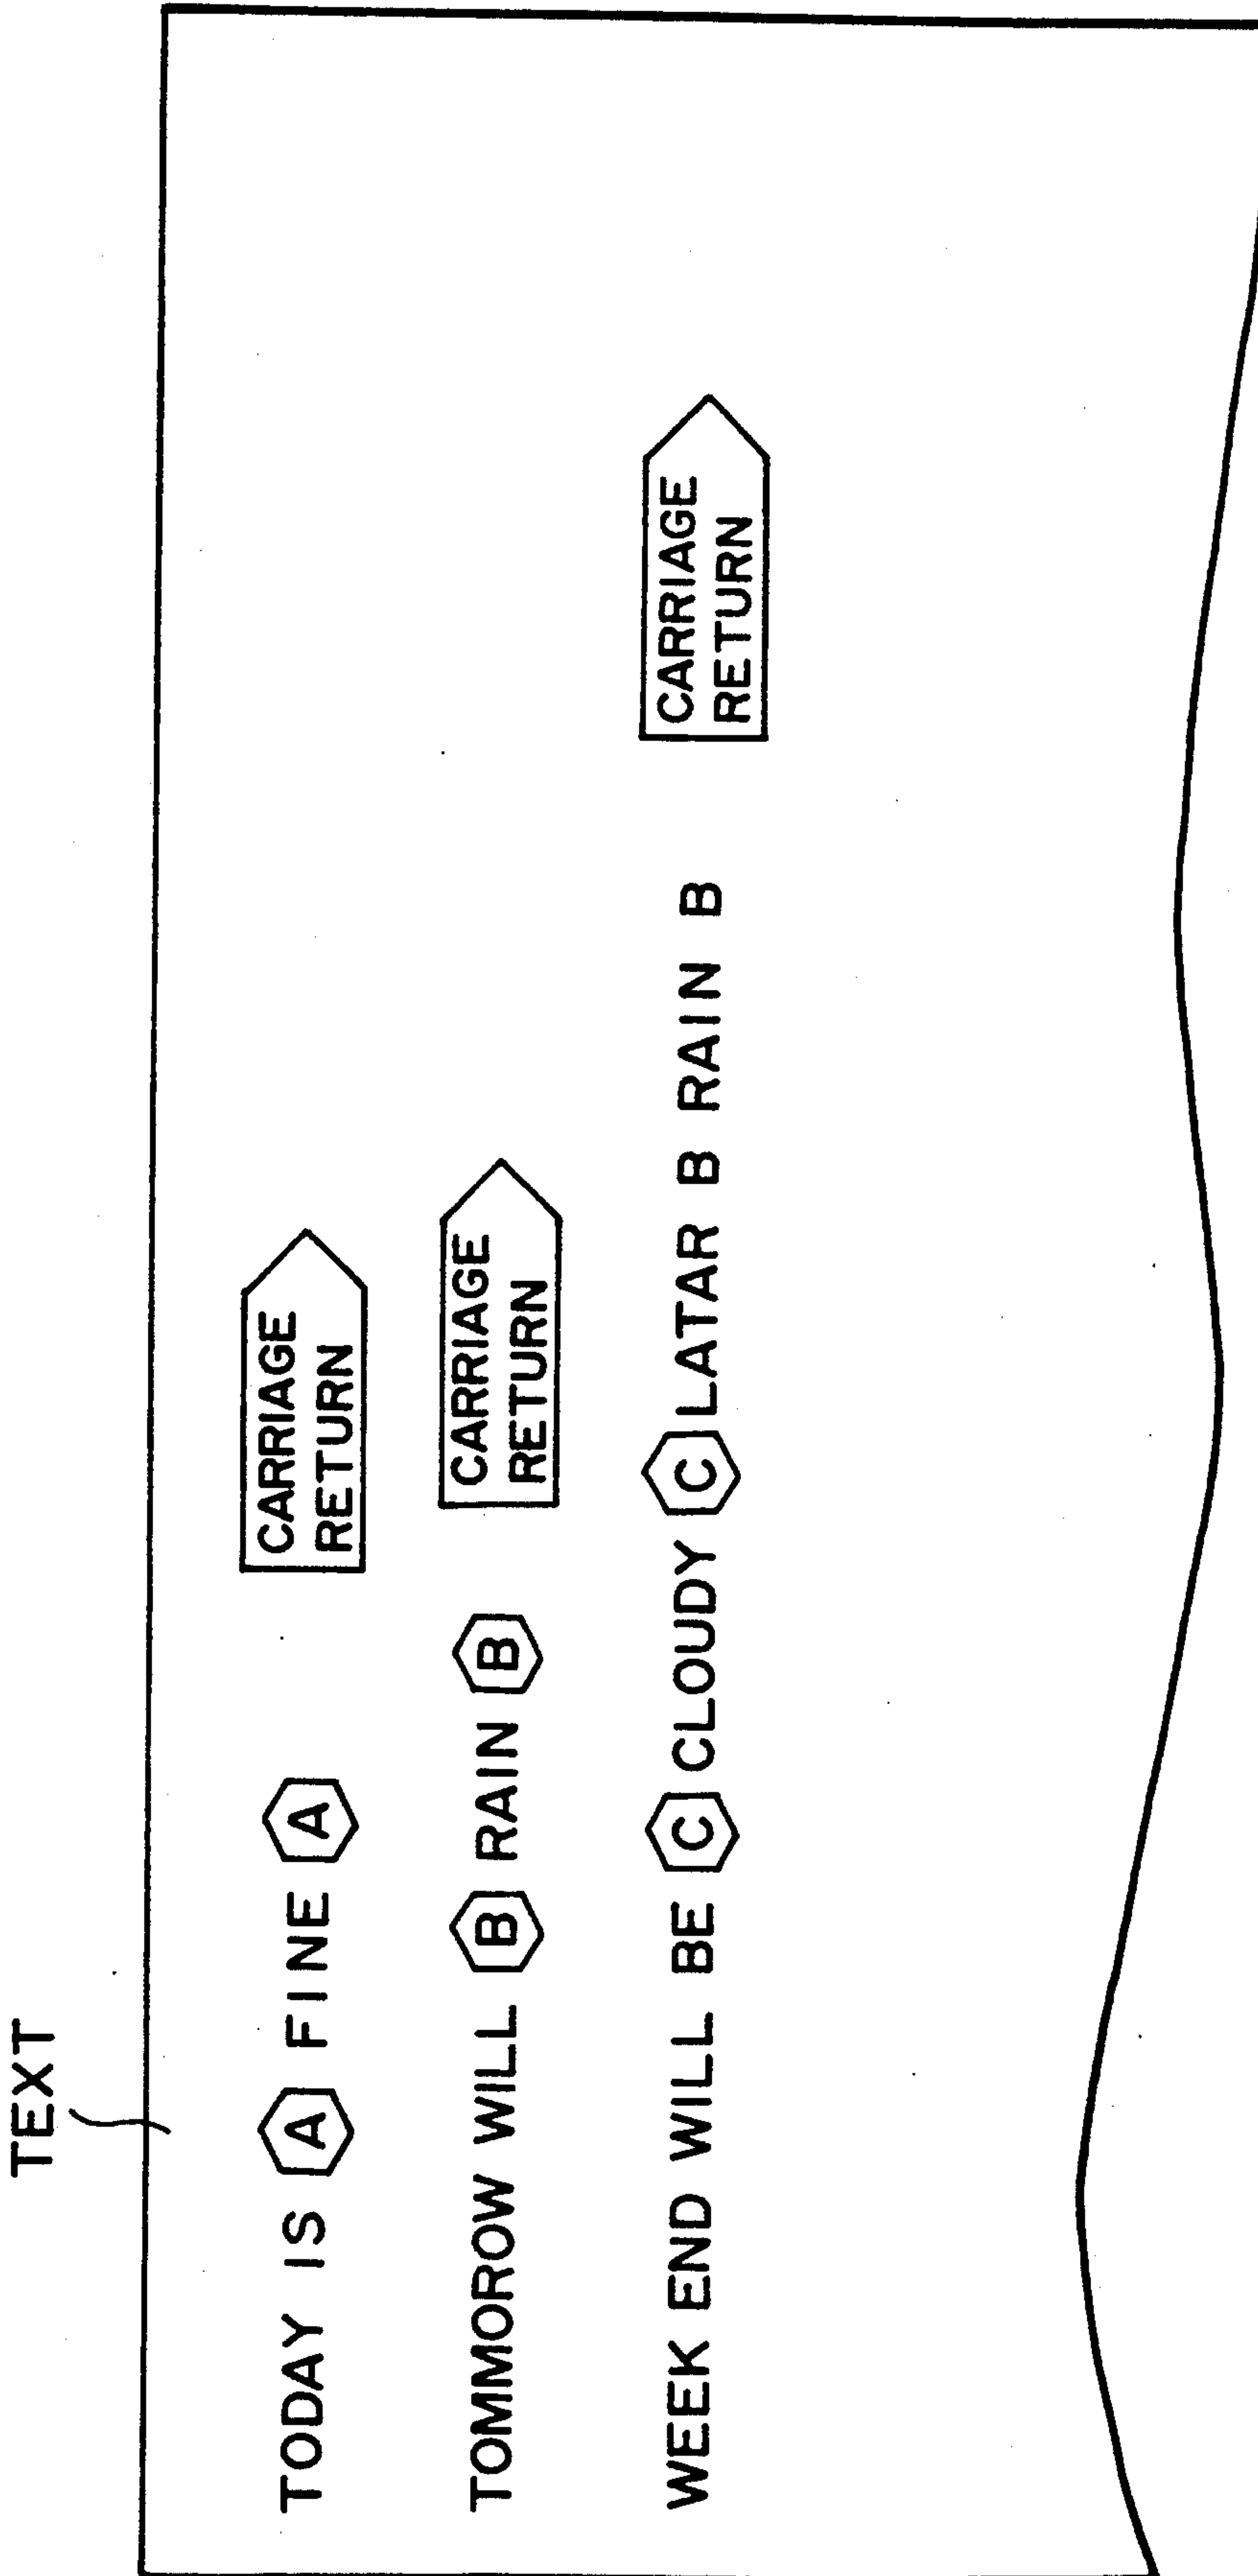 TEXT
TODAY IS A FINE A CARRIAGE RETURN
TOMMOROW WILL B RAIN B CARRIAGE RETURN
WEEK END WILL BE C CLOUDY C LATAR B RAIN B CARRIAGE RETURN